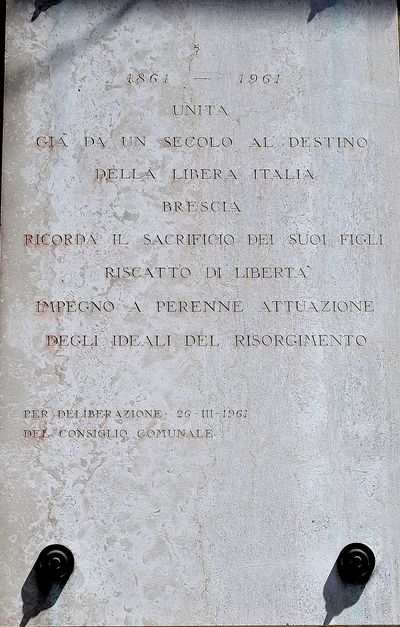 1861 — 1961
UNITA
GIÀ DA UN SECOLO AL DESTINO
DELLA LIBERA ITALIA
BRESCIA
RICORDA IL SACRIFICIO DEI SUOI FIGLI
RISCATTO DI LIBERTA'
IMPEGNO A PERENNE ATTUAZIONE
DEGLI IDEALI DEL RISORGIMENTO
PER DELIBERAZIONE 26-III-1961
DEL CONSIGLIO COMUNALE